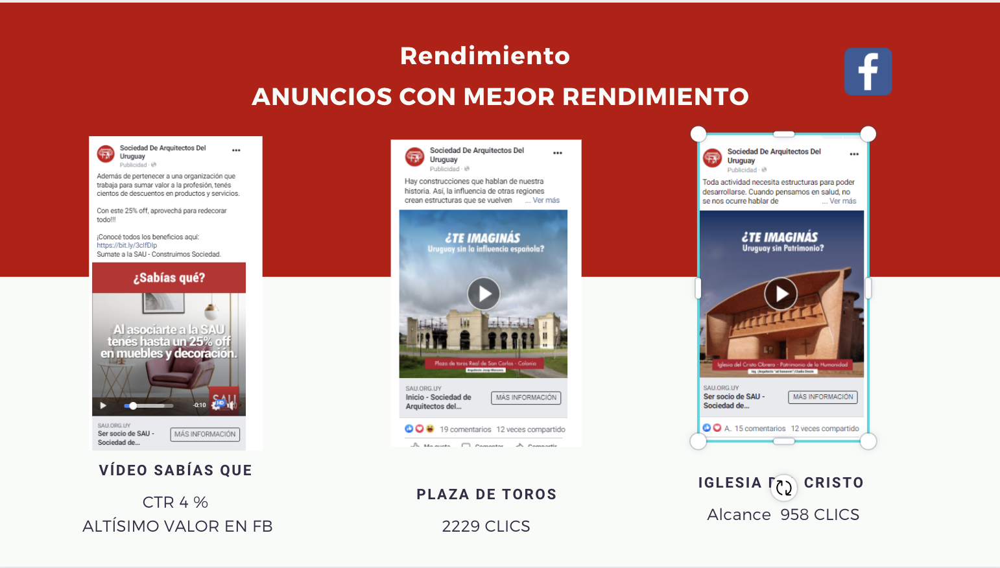 Rendimiento
ANUNCIOS CON MEJOR RENDIMIENTO
f
Sociedad De Arquitectos Del
Uruguay
Publicidad ·
Además de pertenecer a una organización que
trabaja para sumar valor a la profesión, tenés
cientos de descuentos en productos y servicios.
Con este 25% off, aprovechá para redecorar
todo!!!
¡Conocé todos los beneficios aquí:
https://bit.ly/3clfDlp
Sumate a la SAU - Construimos Sociedad.
¿Sabías qué?
Al asociarte a la SAU
tenés hasta un 25% off
en muebles y decoración.
SAU
-0:10
HD
SAU.ORG.UY
Ser socio de SAU -
Sociedad de...
MÁS INFORMACIÓN
VÍDEO SABÍAS QUE
CTR 4 %
ALTÍSIMO VALOR EN FB
Sociedad De Arquitectos Del
Uruguay
Publicidad ·
Hay construcciones que hablan de nuestra
historia. Así, la influencia de otras regiones
crean estructuras que se vuelven ... Ver más
¿TE IMAGINÁS
Uruguay sin la influencia española?
Plaza de toros Real de San Carlos - Colonia
SAU.ORG.UY
Inicio - Sociedad de
Arquitectos del...
MÁS INFORMACIÓN
19 comentarios 12 veces compartido
Me gusta Comentar Compartir
PLAZA DE TOROS
2229 CLICS
Sociedad De Arquitectos Del
Uruguay
Publicidad ·
Toda actividad necesita estructuras para poder
desarrollarse. Cuando pensamos en salud, no
se nos ocurre hablar de ... Ver más
¿TE IMAGINÁS
Uruguay sin Patrimonio?
Iglesia del Cristo Obrero - Patrimonio de la Humanidad
SAU.ORG.UY
Ser socio de SAU -
Sociedad de...
MÁS INFORMACIÓN
A.. 15 comentarios 12 veces compartido
IGLESIA CRISTO
Alcance 958 CLICS